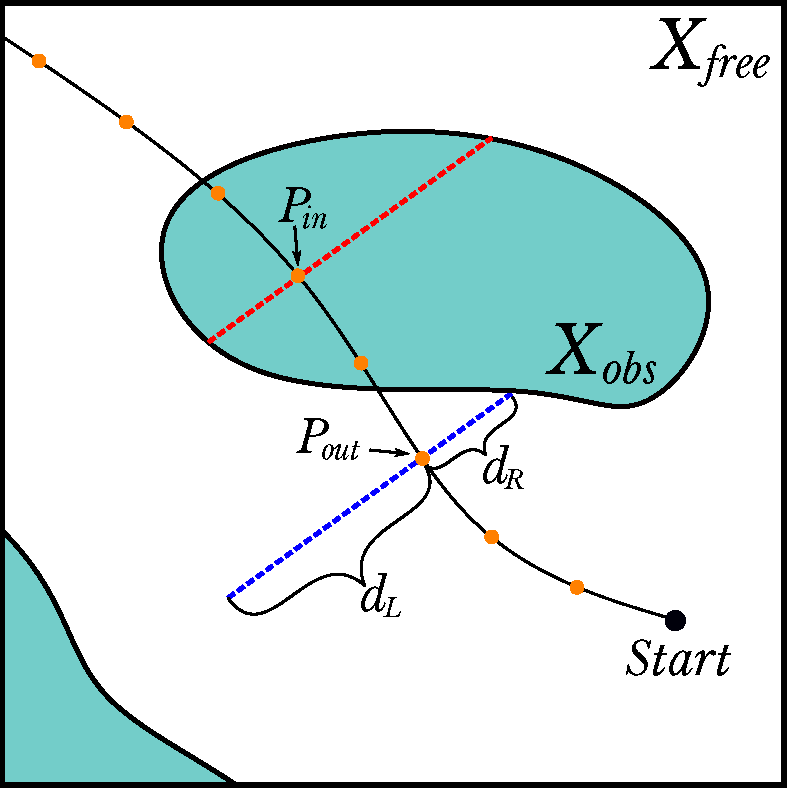 X_free
P_in
X_obs
P_out
d_R
d_L
Start